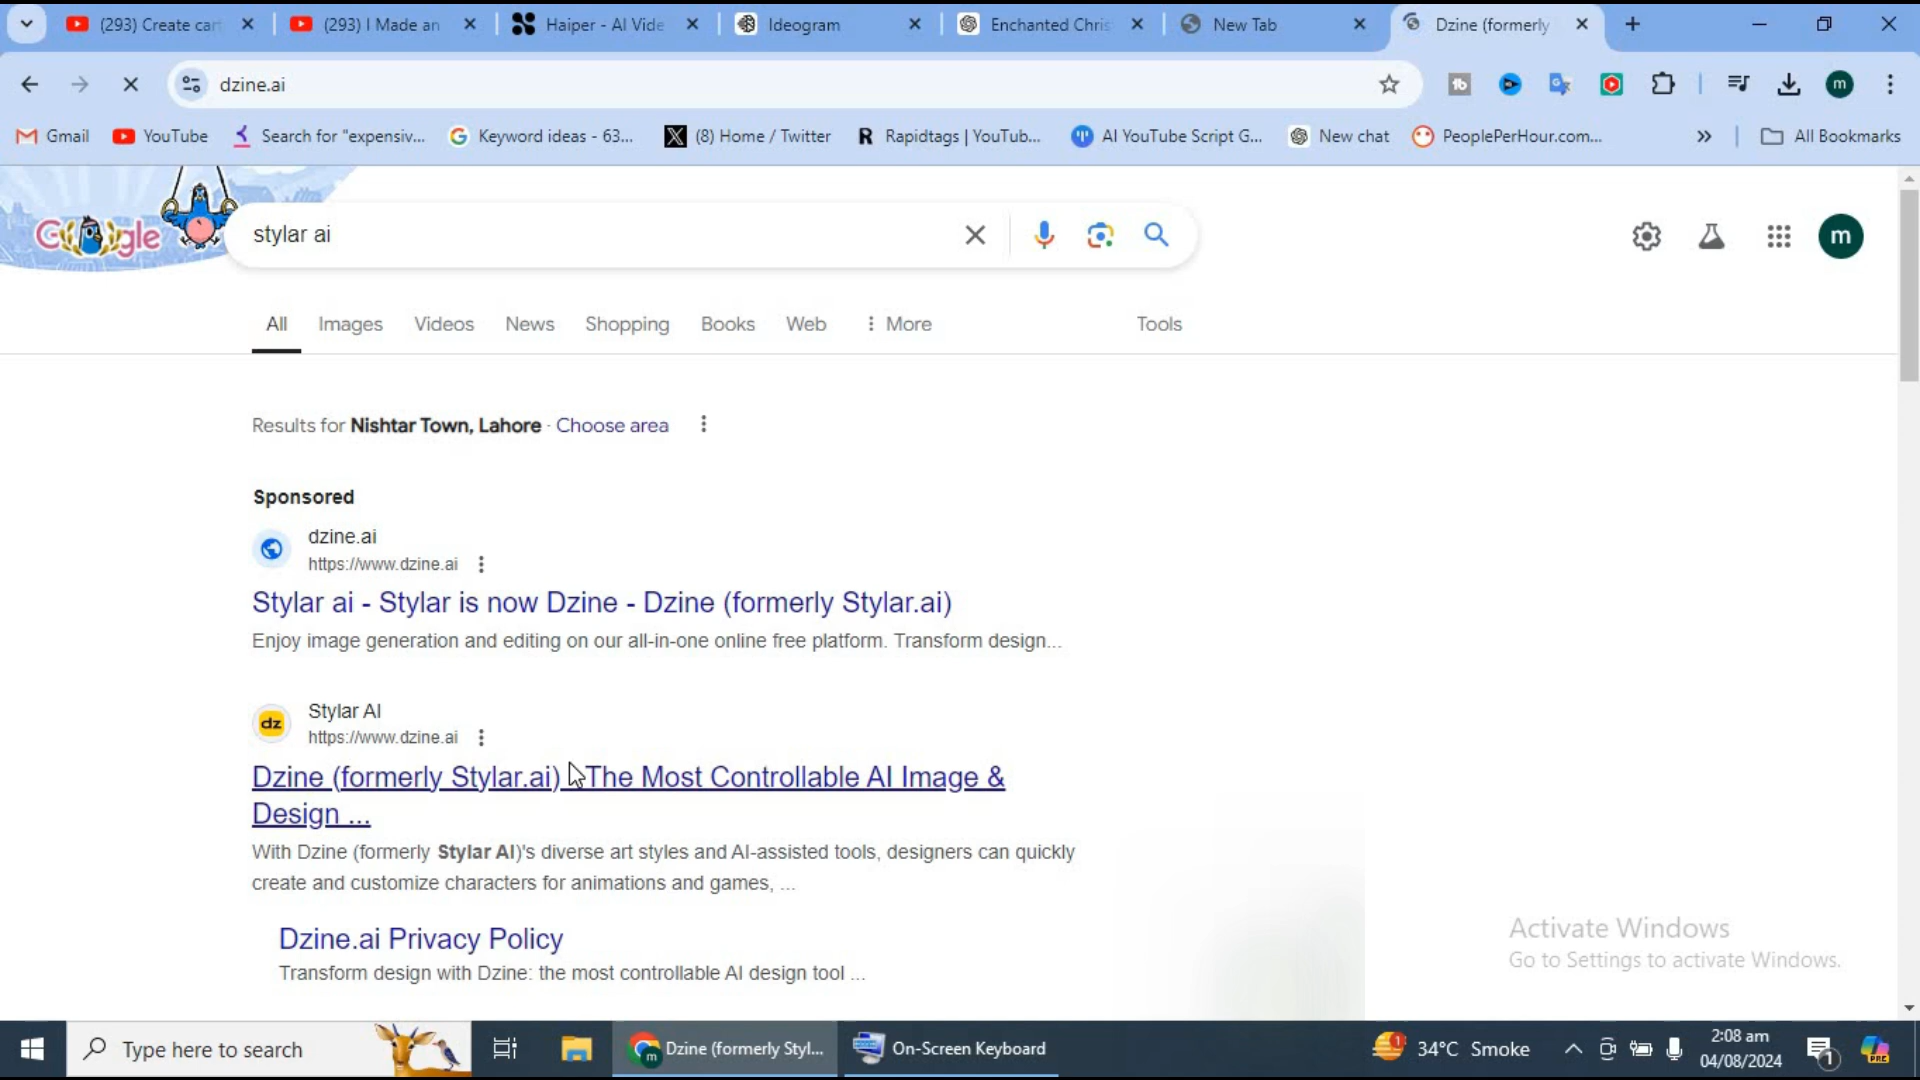 (293) Create car
(293) I Made an
Haiper - AI Vide
Ideogram
Enchanted Chris
New Tab
Dzine (formerly
dzine.ai
m
Gmail
YouTube
Search for "expensiv...
Keyword ideas - 63...
(8) Home / Twitter
Rapidtags | YouTub...
AI YouTube Script G...
New chat
PeoplePerHour.com...
All Bookmarks
Google
stylar ai
m
All
Images
Videos
News
Shopping
Books
Web
More
Tools
Results for Nishtar Town, Lahore · Choose area
Sponsored
dzine.ai
https://www.dzine.ai
Stylar ai - Stylar is now Dzine - Dzine (formerly Stylar.ai)
Enjoy image generation and editing on our all-in-one online free platform. Transform design...
dz
Stylar AI
https://www.dzine.ai
Dzine (formerly Stylar.ai) - The Most Controllable AI Image &
Design ...
With Dzine (formerly Stylar AI)'s diverse art styles and AI-assisted tools, designers can quickly
create and customize characters for animations and games, ...
Dzine.ai Privacy Policy
Transform design with Dzine: the most controllable AI design tool ...
Activate Windows
Go to Settings to activate Windows.
Type here to search
Dzine (formerly Styl...
On-Screen Keyboard
34°C Smoke
2:08 am
04/08/2024
1